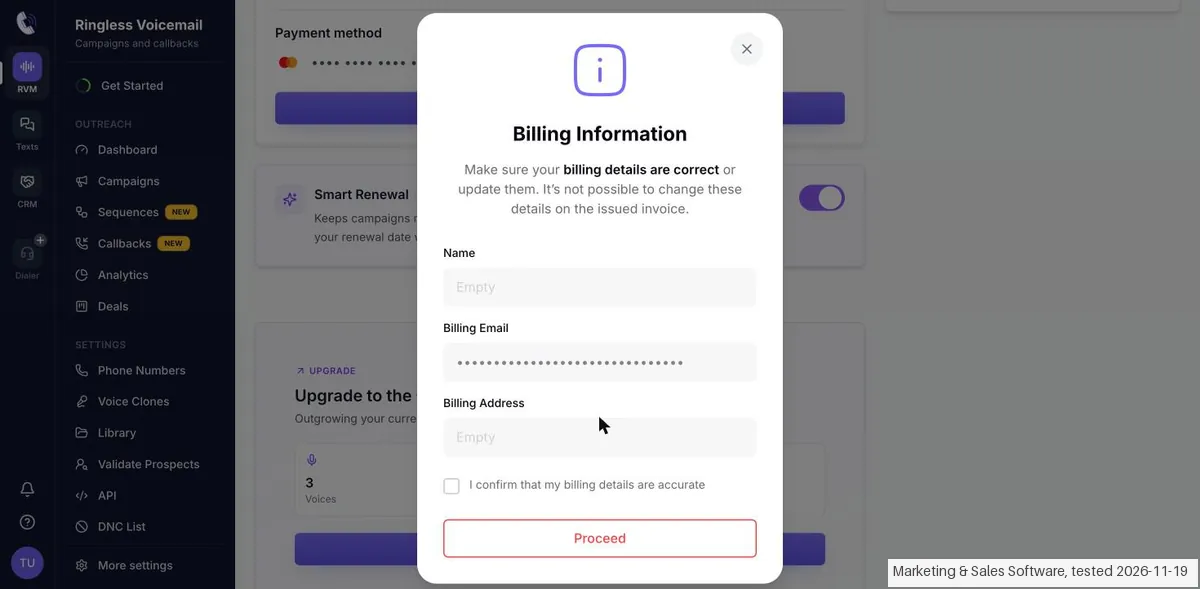 Ringless Voicemail
Campaigns and callbacks
RVM
Texts
CRM
Dialer
TU
Get Started
OUTREACH
Dashboard
Campaigns
Sequences NEW
Callbacks NEW
Analytics
Deals
SETTINGS
Phone Numbers
Voice Clones
Library
Validate Prospects
API
DNC List
More settings
Payment method
Smart Renewal
Keeps campaigns
your renewal date
UPGRADE
Upgrade to the
Outgrowing your
3
Voices
Billing Information
Make sure your billing details are correct or
update them. It's not possible to change these
details on the issued invoice.
Name
Empty
Billing Email
Billing Address
Empty
I confirm that my billing details are accurate
Proceed
Marketing & Sales Software, tested 2026-11-19